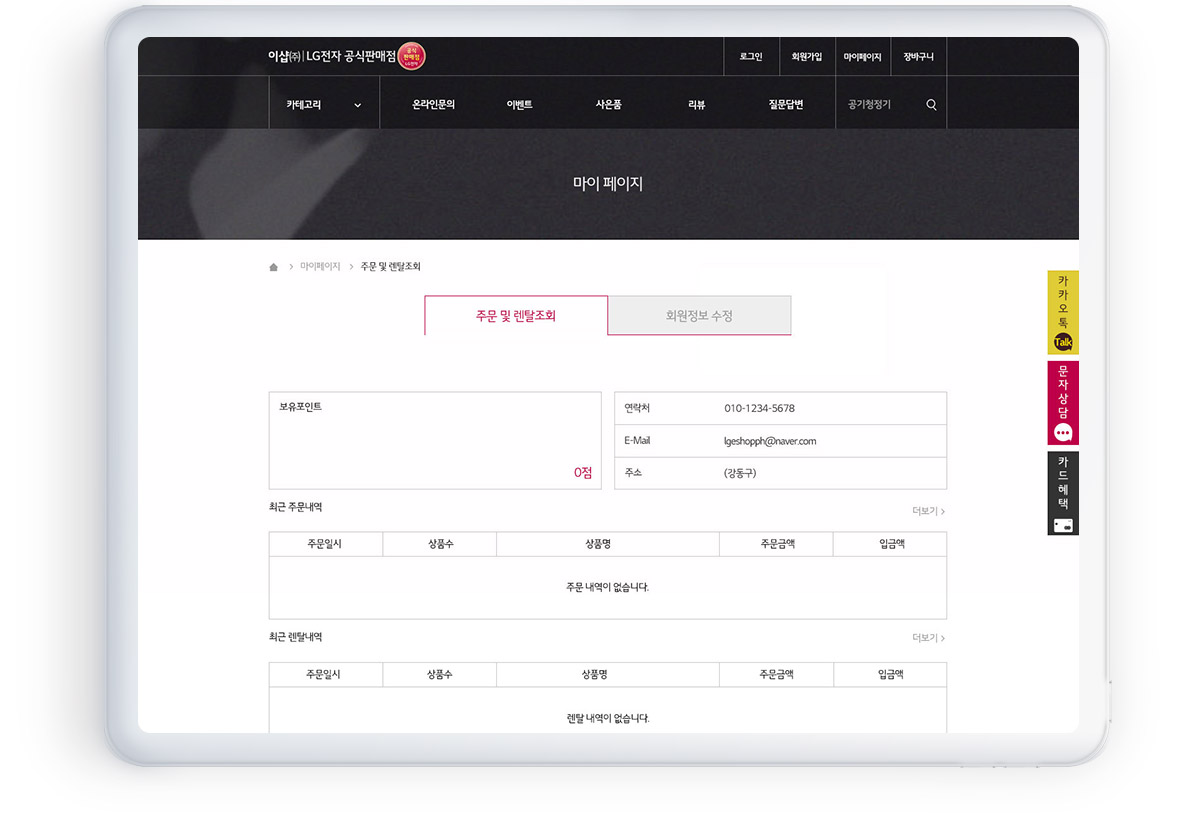 이샵㈜ | LG전자 공식판매점 공식 판매점 LG전자
로그인 회원가입 마이페이지 장바구니
카테고리 온라인문의 이벤트 사은품 리뷰 질문답변 공기청정기
마이 페이지
마이페이지 > 주문 및 렌탈조회
주문 및 렌탈조회 회원정보 수정
보유포인트
0점
연락처 010-1234-5678
E-Mail lgeshopph@naver.com
주소 (강동구)
최근 주문내역 더보기 >
주문일시 상품수 상품명 주문금액 입금액
주문 내역이 없습니다.
최근 렌탈내역 더보기 >
주문일시 상품수 상품명 주문금액 입금액
렌탈 내역이 없습니다.
카카오톡
Talk
문자상담
카드혜택